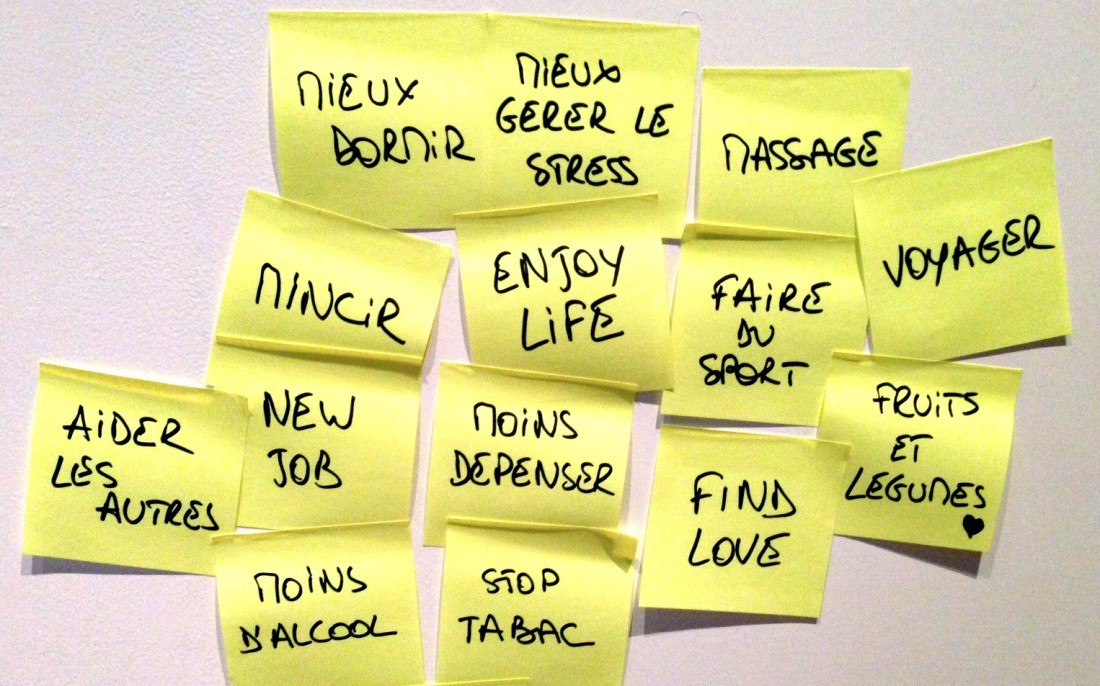 MIEUX
DORMIR
MIEUX
GERER LE
STRESS
MASSAGE
VOYAGER
MINCIR
ENJOY
LIFE
FAIRE
DU
SPORT
AIDER
LES
AUTRES
NEW
JOB
MOINS
DEPENSER
FIND
LOVE
FRUITS
ET
LEGUMES
♥
MOINS
D'ALCOOL
STOP
TABAC